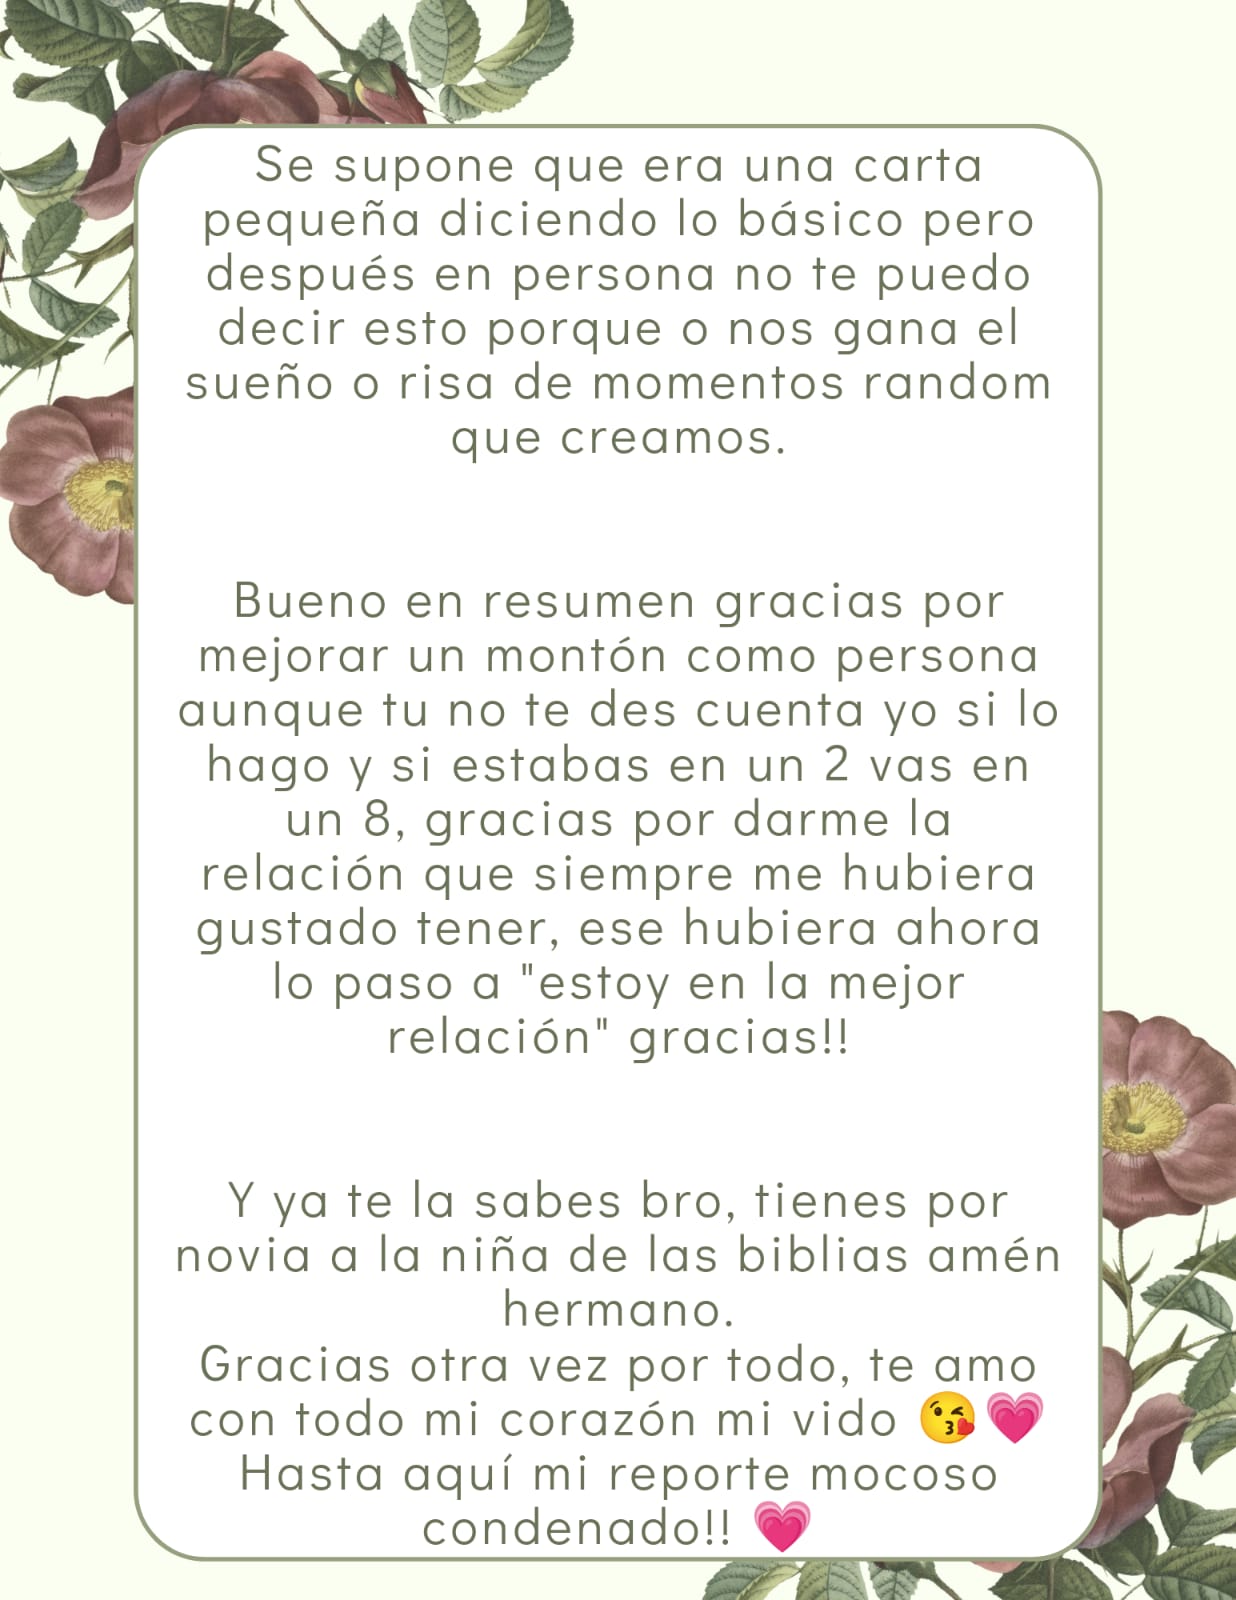 Se supone que era una carta
pequeña diciendo lo básico pero
después en persona no te puedo
decir esto porque o nos gana el
sueño o risa de momentos random
que creamos.
Bueno en resumen gracias por
mejorar un montón como persona
aunque tu no te des cuenta yo si lo
hago y si estabas en un 2 vas en
un 8, gracias por darme la
relación que siempre me hubiera
gustado tener, ese hubiera ahora
lo paso a "estoy en la mejor
relación" gracias!!
Y ya te la sabes bro, tienes por
novia a la niña de las biblias amén
hermano.
Gracias otra vez por todo, te amo
con todo mi corazón mi vido 😘💗
Hasta aquí mi reporte mocoso
condenado!! 💗